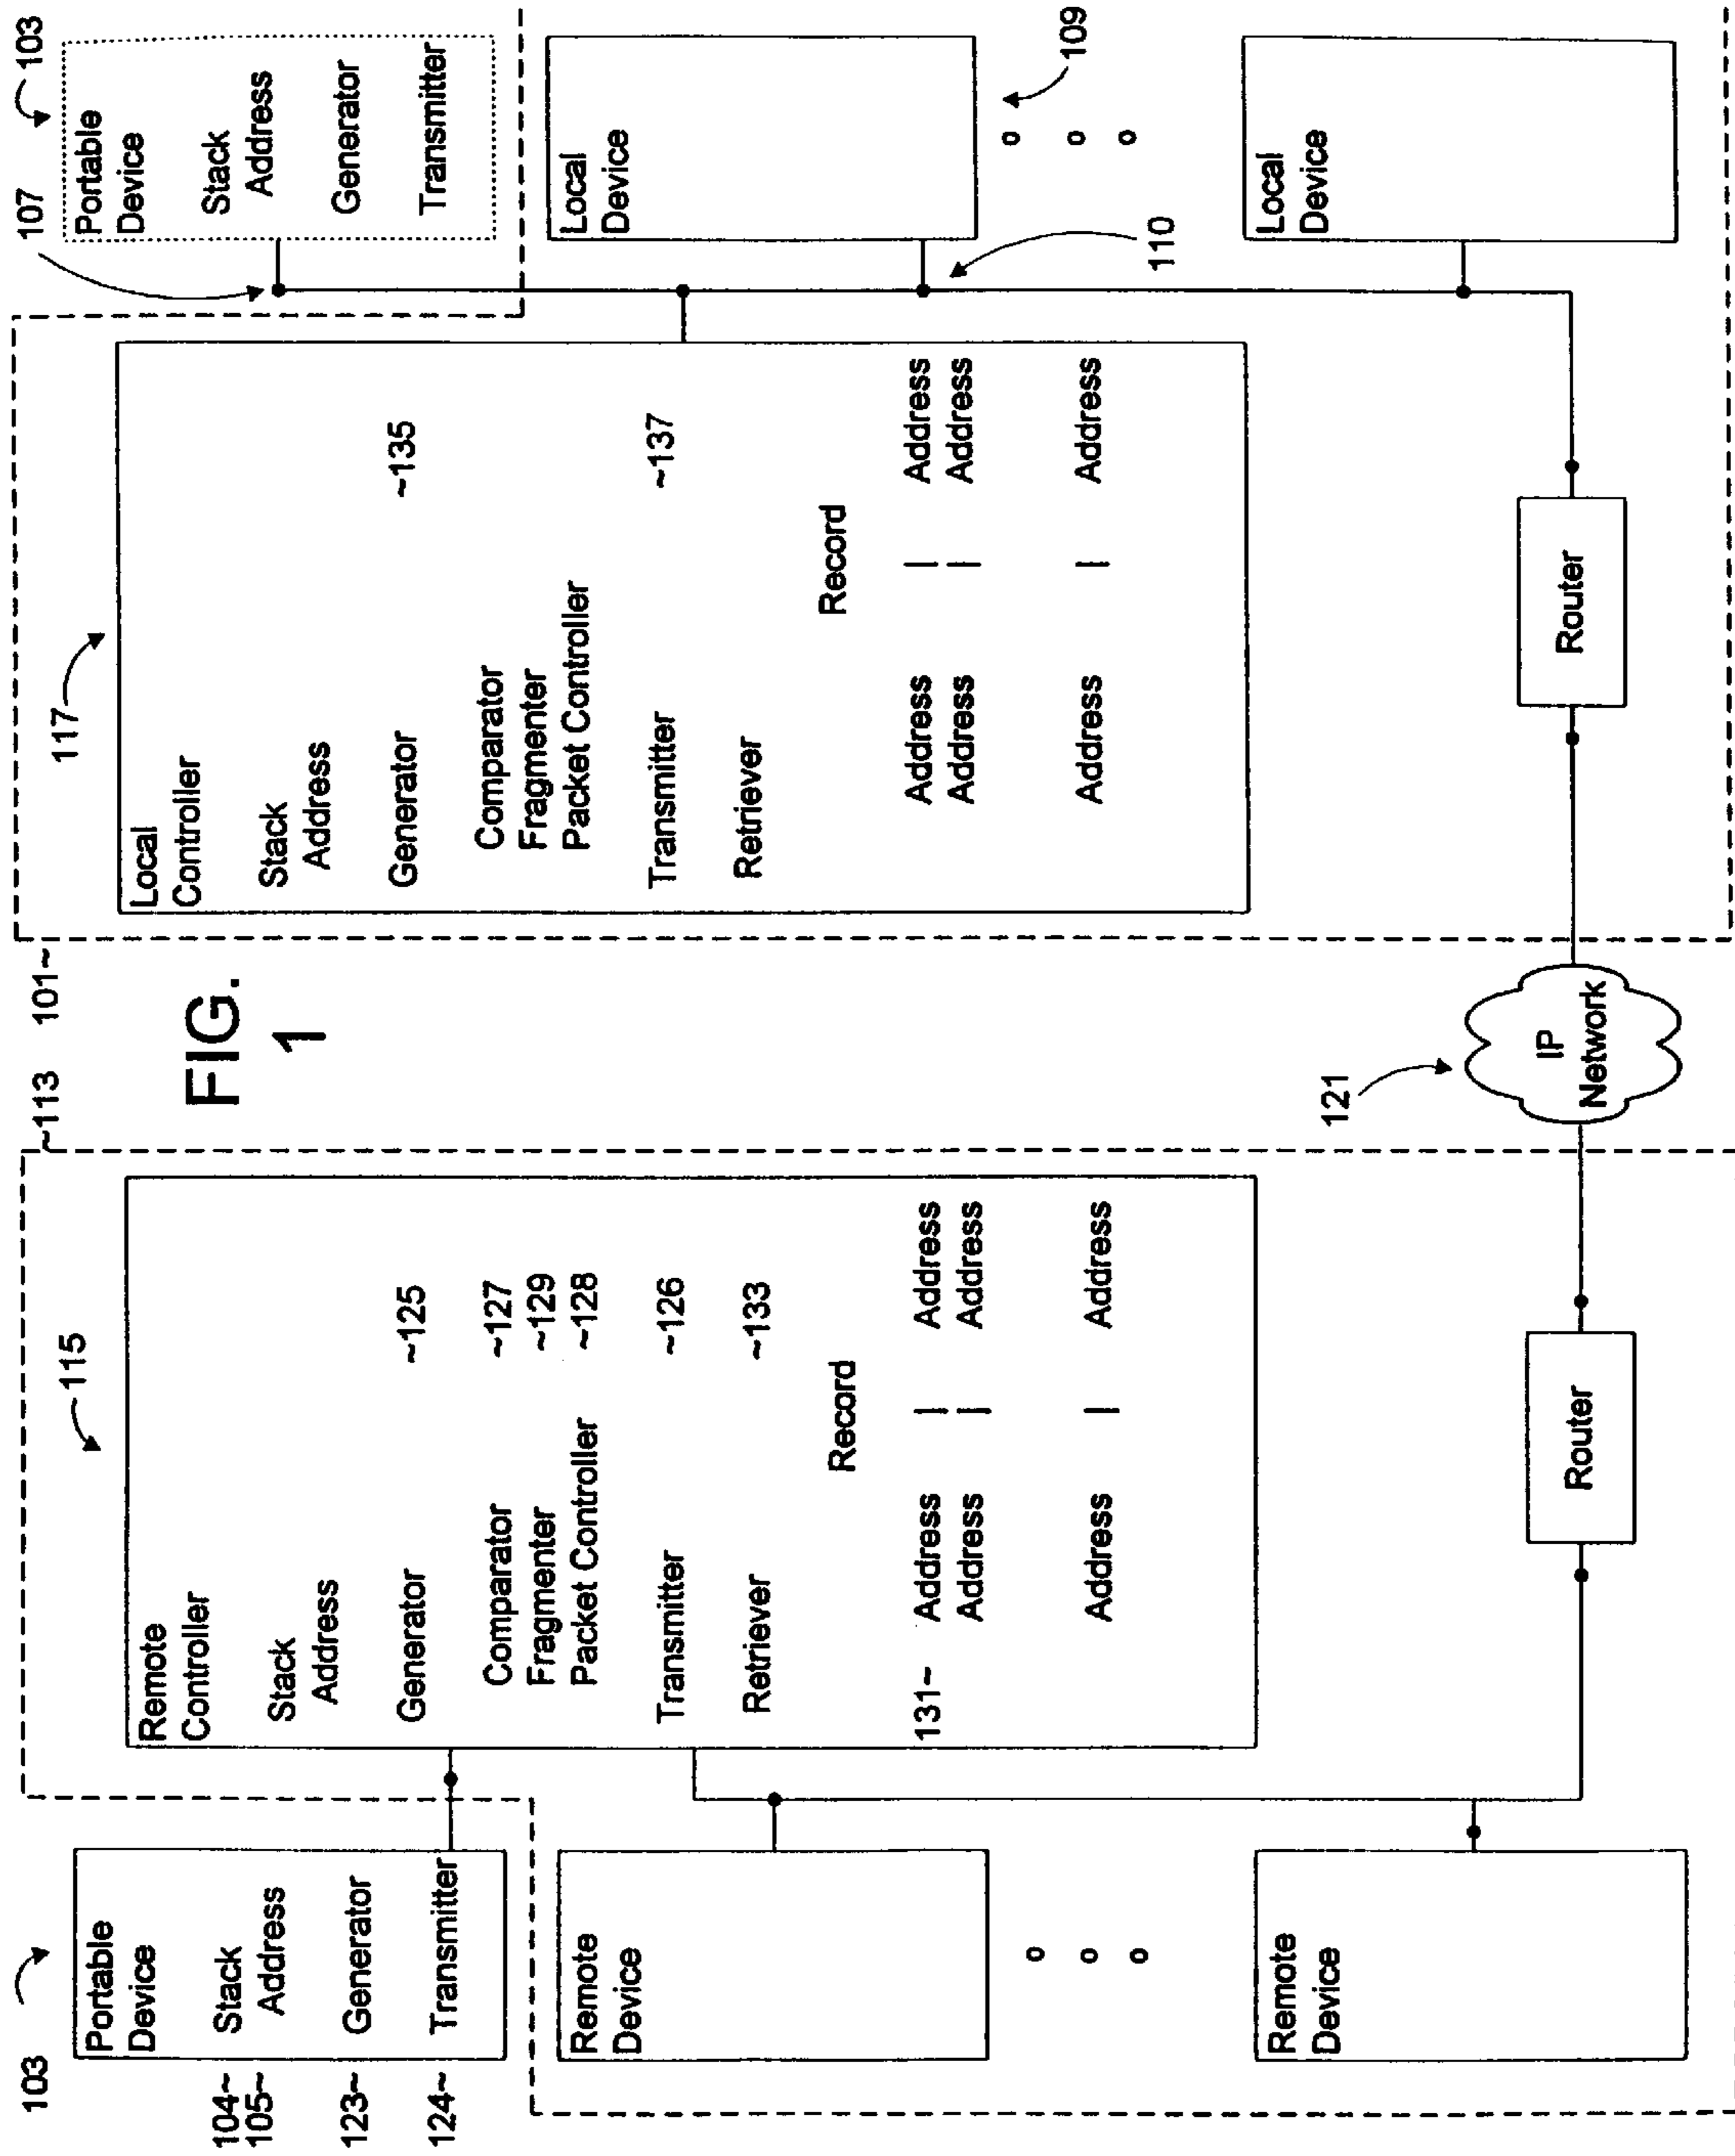 103
Portable
Device
104~ Stack
105~ Address
123~ Generator
124~ Transmitter
Remote
Device
o
o
o
Remote
Device
~113
115
Remote
Controller
Stack
Address
Generator ~125
Comparator ~127
Fragmenter ~129
Packet Controller ~128
Transmitter ~126
Retriever ~133
Record
131~ Address | Address
Address | Address
Address | Address
Router
FIG.
1
121
IP
Network
101~
117
Local
Controller
Stack
Address
Generator ~135
Comparator
Fragmenter
Packet Controller
Transmitter ~137
Retriever
Record
Address | Address
Address | Address
Address | Address
Router
107
103
Portable
Device
Stack
Address
Generator
Transmitter
Local
Device
109
o
o
o
110
Local
Device